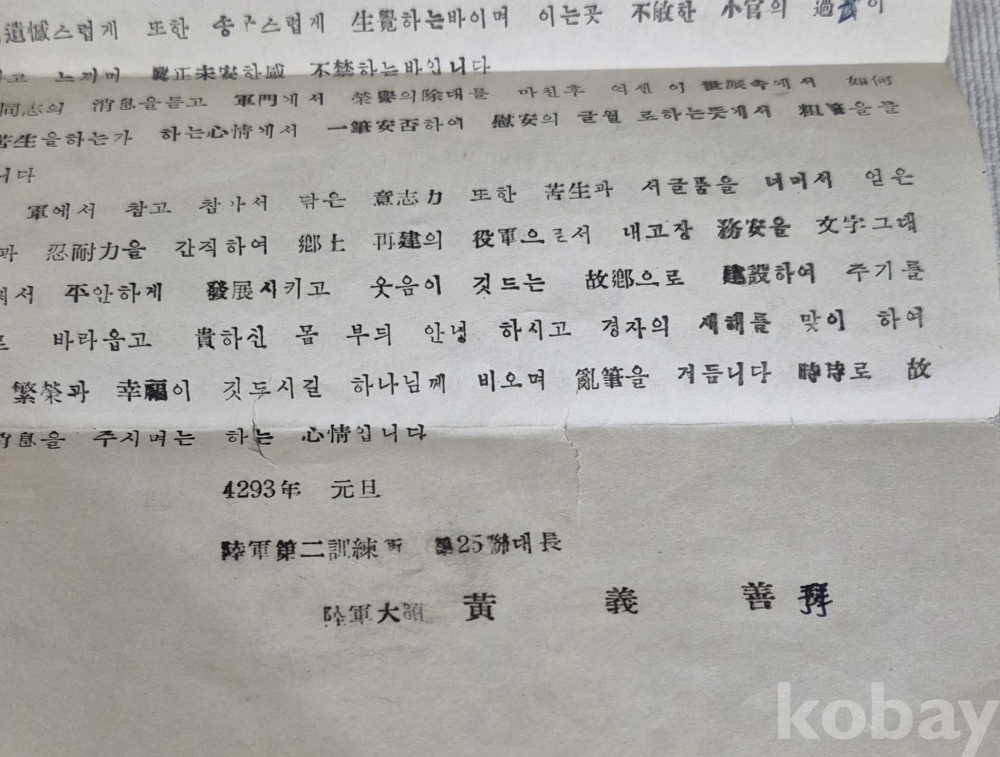 遺憾스럽게 또한 송구스럽게 生覺하는바이며 이는곳 不敏한 小官의 過
고 느끼며 未安한感 不禁하는바입니다
同志의 消息을듣고 軍門에서 榮譽의除대를 마친후 억센 이 世派속에서 如何
苦生을하는가 하는心情에서 一筆安否하여 慰安의 글월 로하는뜻에서 粗筆을
니다
軍에서 참고 참아서 닦은 意志力 또한 苦生과 서글픔을 너머서 얻은
과 忍耐力을 간직하여 鄕土 再建의 役軍으로서 내고장 務安을 文字그대
서 平안하게 發展시키고 웃음이 깃드는 故鄕으로 建設하여 주기를
바라옵고 貴하신 몸 부듸 안녕 하시고 경자의 새해를 맞이 하여
繁榮과 幸福이 깃드시길 하나님께 비오며 亂筆을 거듭니다 時時로 故
消息을 주시며는 하는 心情입니다
4293年 元旦
陸軍第二訓練所 第25聯대長
陸軍大領 黃 義 善 拜
kobay